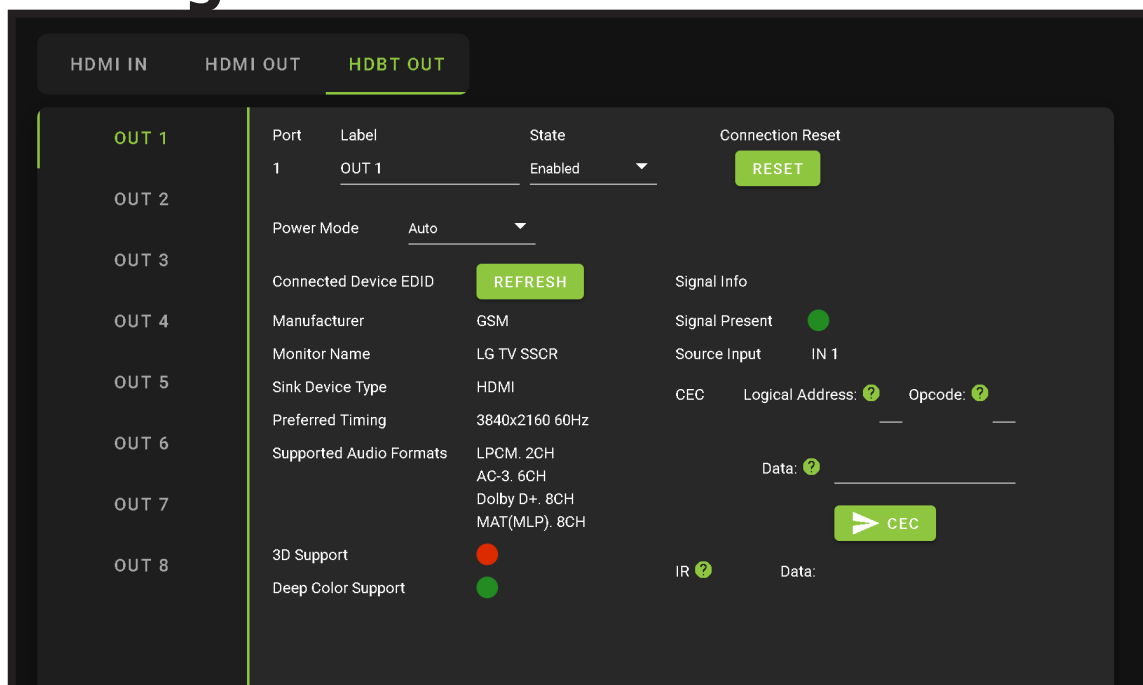 HDMI IN HDMI OUT HDBT OUT
OUT 1
OUT 2
OUT 3
OUT 4
OUT 5
OUT 6
OUT 7
OUT 8
Port Label State Connection Reset
1 OUT 1 Enabled RESET
Power Mode Auto
Connected Device EDID REFRESH
Manufacturer GSM
Monitor Name LG TV SSCR
Sink Device Type HDMI
Preferred Timing 3840x2160 60Hz
Supported Audio Formats LPCM. 2CH
AC-3. 6CH
Dolby D+. 8CH
MAT(MLP). 8CH
3D Support
Deep Color Support
Signal Info
Signal Present
Source Input IN 1
CEC Logical Address: ? Opcode: ?
Data: ?
CEC
IR ? Data: